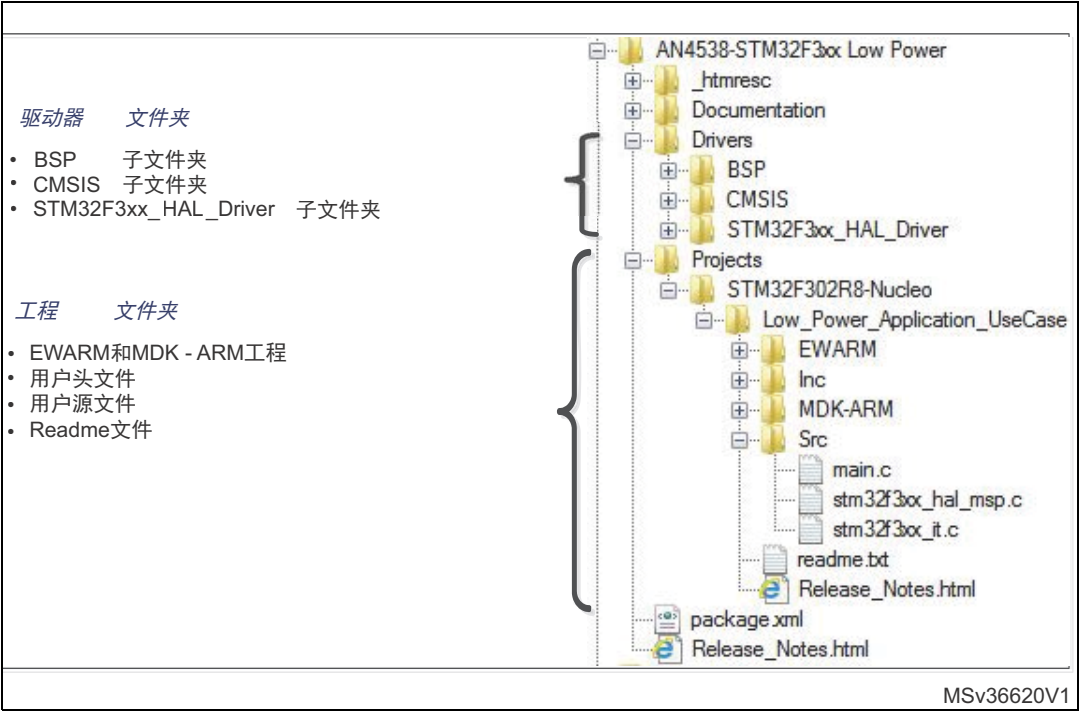 驱动器 文件夹
• BSP 子文件夹
• CMSIS 子文件夹
• STM32F3xx_HAL_Driver 子文件夹
工程 文件夹
• EWARM和MDK - ARM工程
• 用户头文件
• 用户源文件
• Readme文件
AN4538-STM32F3xx Low Power
_htmresc
Documentation
Drivers
BSP
CMSIS
STM32F3xx_HAL_Driver
Projects
STM32F302R8-Nucleo
Low_Power_Application_UseCase
EWARM
Inc
MDK-ARM
Src
main.c
stm32f3xx_hal_msp.c
stm32f3xx_it.c
readme.txt
Release_Notes.html
package.xml
Release_Notes.html
MSv36620V1